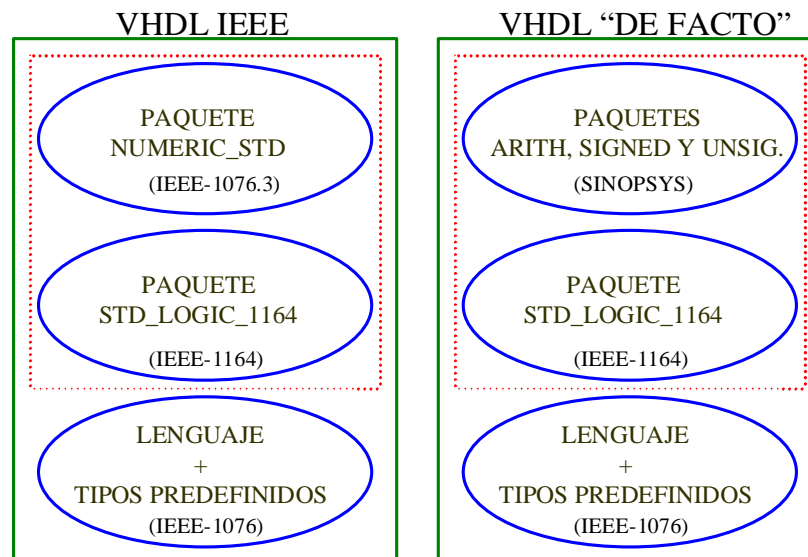 VHDL IEEE
PAQUETE
NUMERIC_STD
(IEEE-1076.3)
PAQUETE
STD_LOGIC_1164
(IEEE-1164)
LENGUAJE
+
TIPOS PREDEFINIDOS
(IEEE-1076)
VHDL “DE FACTO”
PAQUETES
ARITH, SIGNED Y UNSIG.
(SINOPSYS)
PAQUETE
STD_LOGIC_1164
(IEEE-1164)
LENGUAJE
+
TIPOS PREDEFINIDOS
(IEEE-1076)